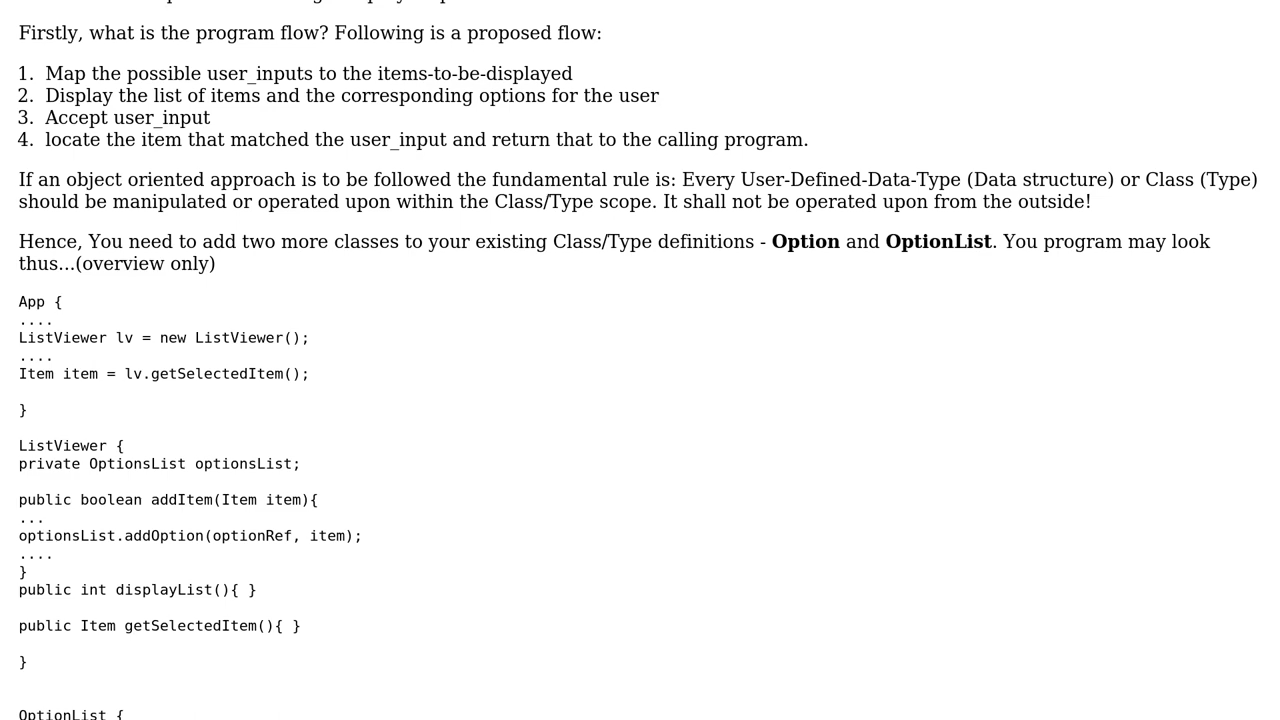 Firstly, what is the program flow? Following is a proposed flow:
1. Map the possible user_inputs to the items-to-be-displayed
2. Display the list of items and the corresponding options for the user
3. Accept user_input
4. locate the item that matched the user_input and return that to the calling program.
If an object oriented approach is to be followed the fundamental rule is: Every User-Defined-Data-Type (Data structure) or Class (Type)
should be manipulated or operated upon within the Class/Type scope. It shall not be operated upon from the outside!
Hence, You need to add two more classes to your existing Class/Type definitions - Option and OptionList. You program may look
thus...(overview only)
App {
....
ListViewer lv = new ListViewer();
....
Item item = lv.getSelectedItem();
}
ListViewer {
private OptionsList optionsList;
public boolean addItem(Item item){
...
optionsList.addOption(optionRef, item);
....
}
public int displayList(){ }
public Item getSelectedItem(){ }
}
OptionList {